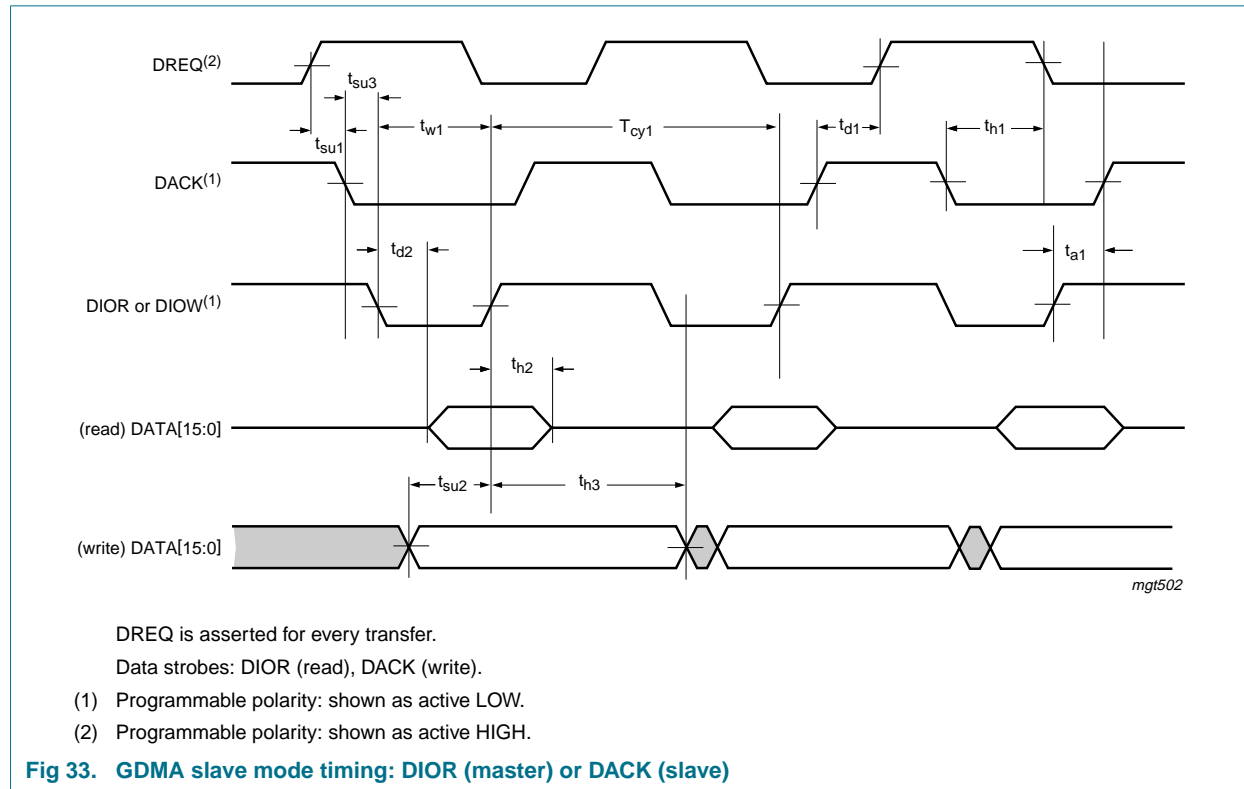 DREQ(2)
tsu3
tw1
Tcy1
td1
th1
tsu1
DACK(1)
td2
ta1
DIOR or DIOW(1)
th2
(read) DATA[15:0]
tsu2
th3
(write) DATA[15:0]
mgt502
DREQ is asserted for every transfer.
Data strobes: DIOR (read), DACK (write).
(1) Programmable polarity: shown as active LOW.
(2) Programmable polarity: shown as active HIGH.
Fig 33. GDMA slave mode timing: DIOR (master) or DACK (slave)